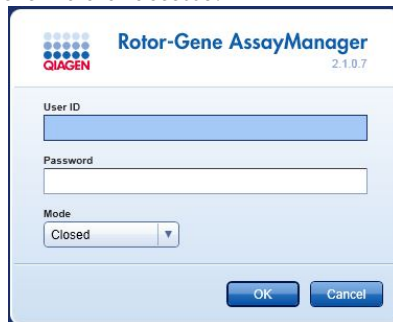 QIAGEN
Rotor-Gene AssayManager
2.1.0.7
User ID
Password
Mode
Closed
OK Cancel